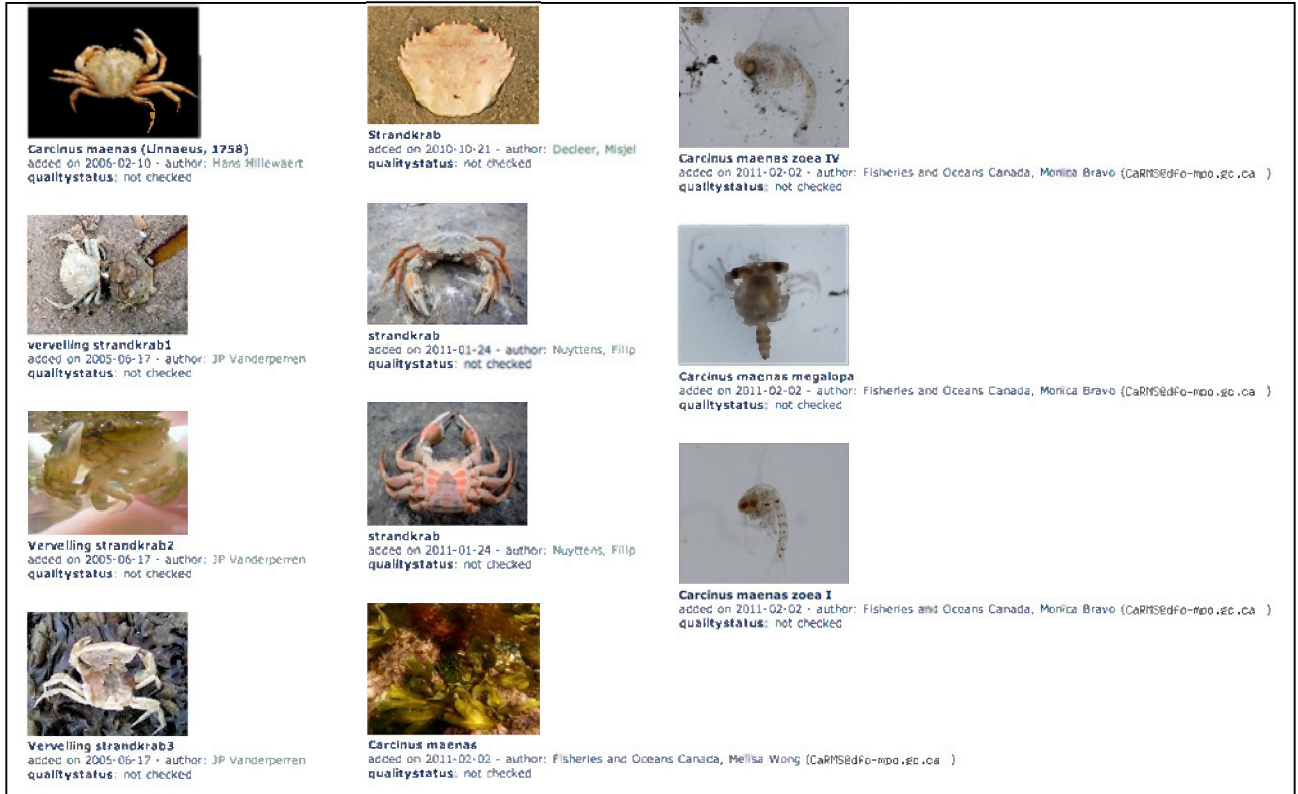 Carcinus maenas (Linnaeus, 1758)
added on 2006-02-10 - author: Hans Hillewaert
qualitystatus: not checked
vervelling strandkrab1
added on 2005-06-17 - author: JP Vanderperren
qualitystatus: not checked
Vervelling strandkrab2
added on 2005-06-17 - author: JP Vanderperren
qualitystatus: not checked
Vervelling strandkrab3
added on 2005-06-17 - author: JP Vanderperren
qualitystatus: not checked
Strandkrab
added on 2010-10-21 - author: Decleer, Misjel
qualitystatus: not checked
strandkrab
added on 2011-01-24 - author: Nuyttens, Filip
qualitystatus: not checked
strandkrab
added on 2011-01-24 - author: Nuyttens, Filip
qualitystatus: not checked
Carcinus maenas
added on 2011-02-02 - author: Fisheries and Oceans Canada, Melisa Wong (CaRMS@dfo-mpo.gc.ca )
qualitystatus: not checked
Carcinus maenas zoea IV
added on 2011-02-02 - author: Fisheries and Oceans Canada, Monica Bravo (CaRMS@dfo-mpo.gc.ca )
qualitystatus: not checked
Carcinus maenas megalopa
added on 2011-02-02 - author: Fisheries and Oceans Canada, Monica Bravo (CaRMS@dfo-mpo.gc.ca )
qualitystatus: not checked
Carcinus maenas zoea I
added on 2011-02-02 - author: Fisheries and Oceans Canada, Monica Bravo (CaRMS@dfo-mpo.gc.ca )
qualitystatus: not checked